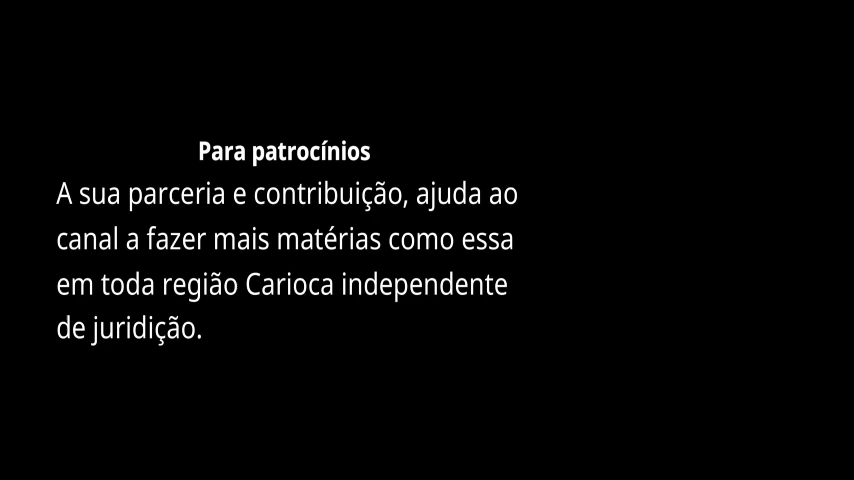 Para patrocínios
A sua parceria e contribuição, ajuda ao
canal a fazer mais matérias como essa
em toda região Carioca independente
de juridição.